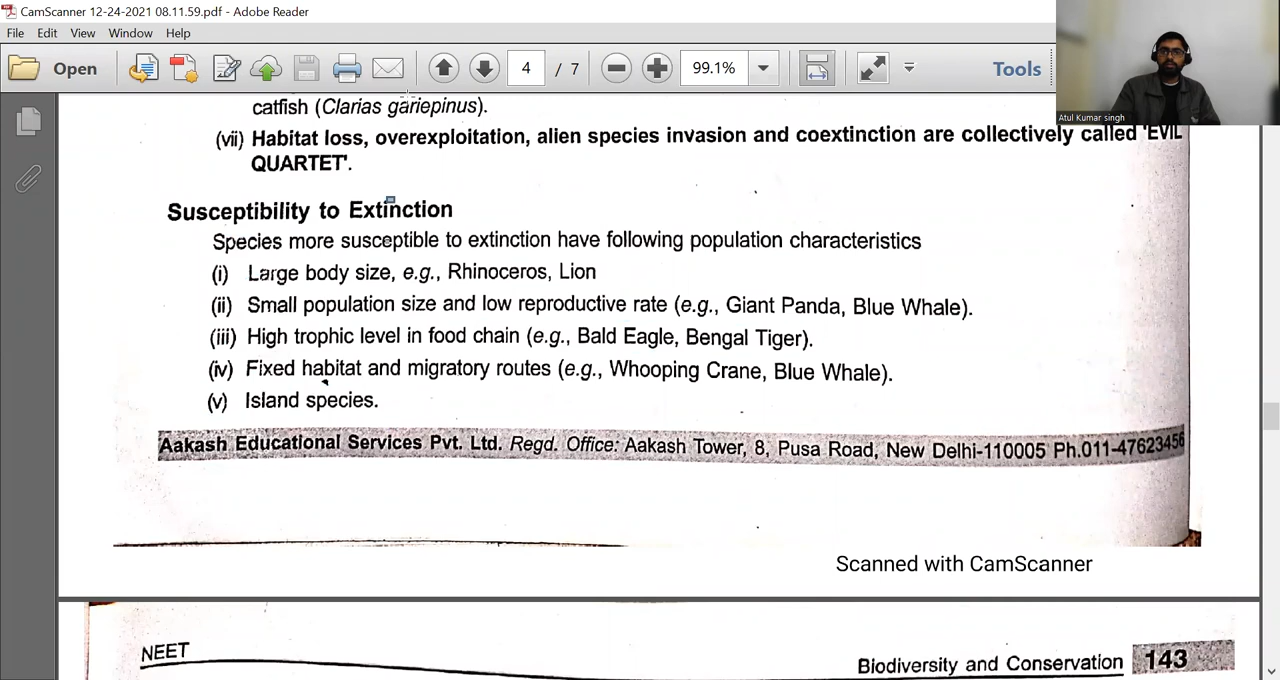 CamScanner 12-24-2021 08.11.59.pdf - Adobe Reader
File Edit View Window Help
Open 4 / 7 99.1% Tools
Atul Kumar singh
catfish (Clarias gariepinus).
(vii) Habitat loss, overexploitation, alien species invasion and coextinction are collectively called 'EVIL
QUARTET'.
Susceptibility to Extinction
Species more susceptible to extinction have following population characteristics
(i) Large body size, e.g., Rhinoceros, Lion
(ii) Small population size and low reproductive rate (e.g., Giant Panda, Blue Whale).
(iii) High trophic level in food chain (e.g., Bald Eagle, Bengal Tiger).
(iv) Fixed habitat and migratory routes (e.g., Whooping Crane, Blue Whale).
(v) Island species.
Aakash Educational Services Pvt. Ltd. Regd. Office: Aakash Tower, 8, Pusa Road, New Delhi-110005 Ph.011-47623456
Scanned with CamScanner
NEET
Biodiversity and Conservation 143